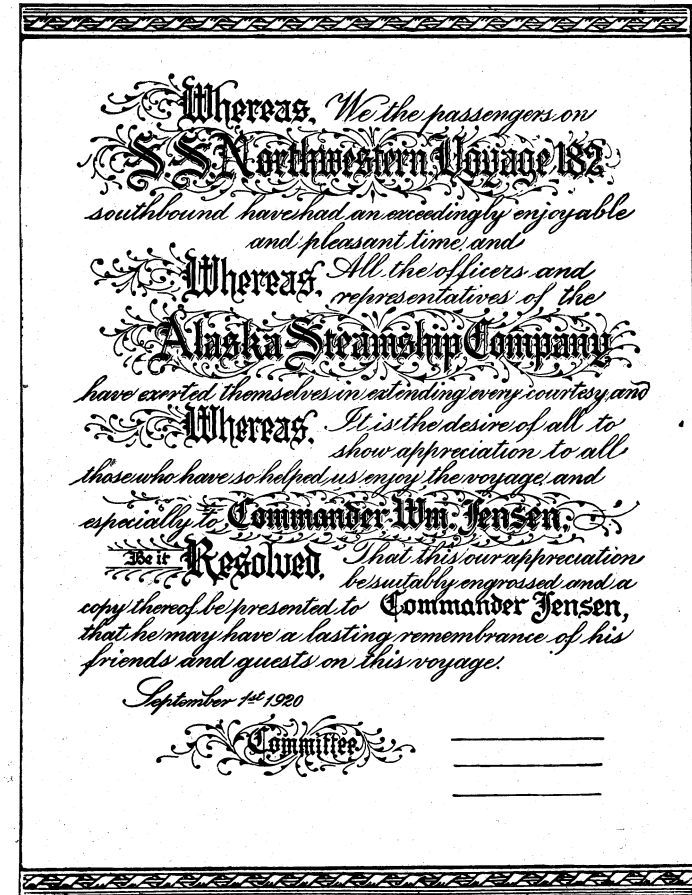 Whereas, We the passengers on
S.S. Northwestern Voyage 182
southbound have had an exceedingly enjoyable
and pleasant time, and
Whereas, All the officers and
representatives of the
Alaska Steamship Company
have exerted themselves in extending every courtesy, and
Whereas, It is the desire of all to
show appreciation to all
those who have so helped us enjoy the voyage, and
especially to Commander Wm. Jensen,
Be it Resolved, That this our appreciation
be suitably engrossed and a
copy thereof be presented to Commander Jensen,
that he may have a lasting remembrance of his
friends and guests on this voyage.
September 1st 1920
Committee